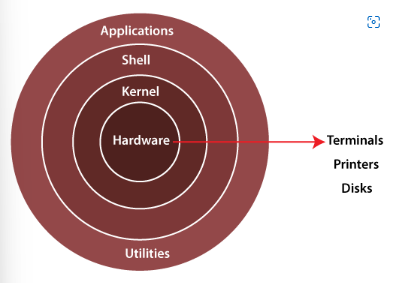 Applications
Shell
Kernel
Hardware
Terminals
Printers
Disks
Utilities